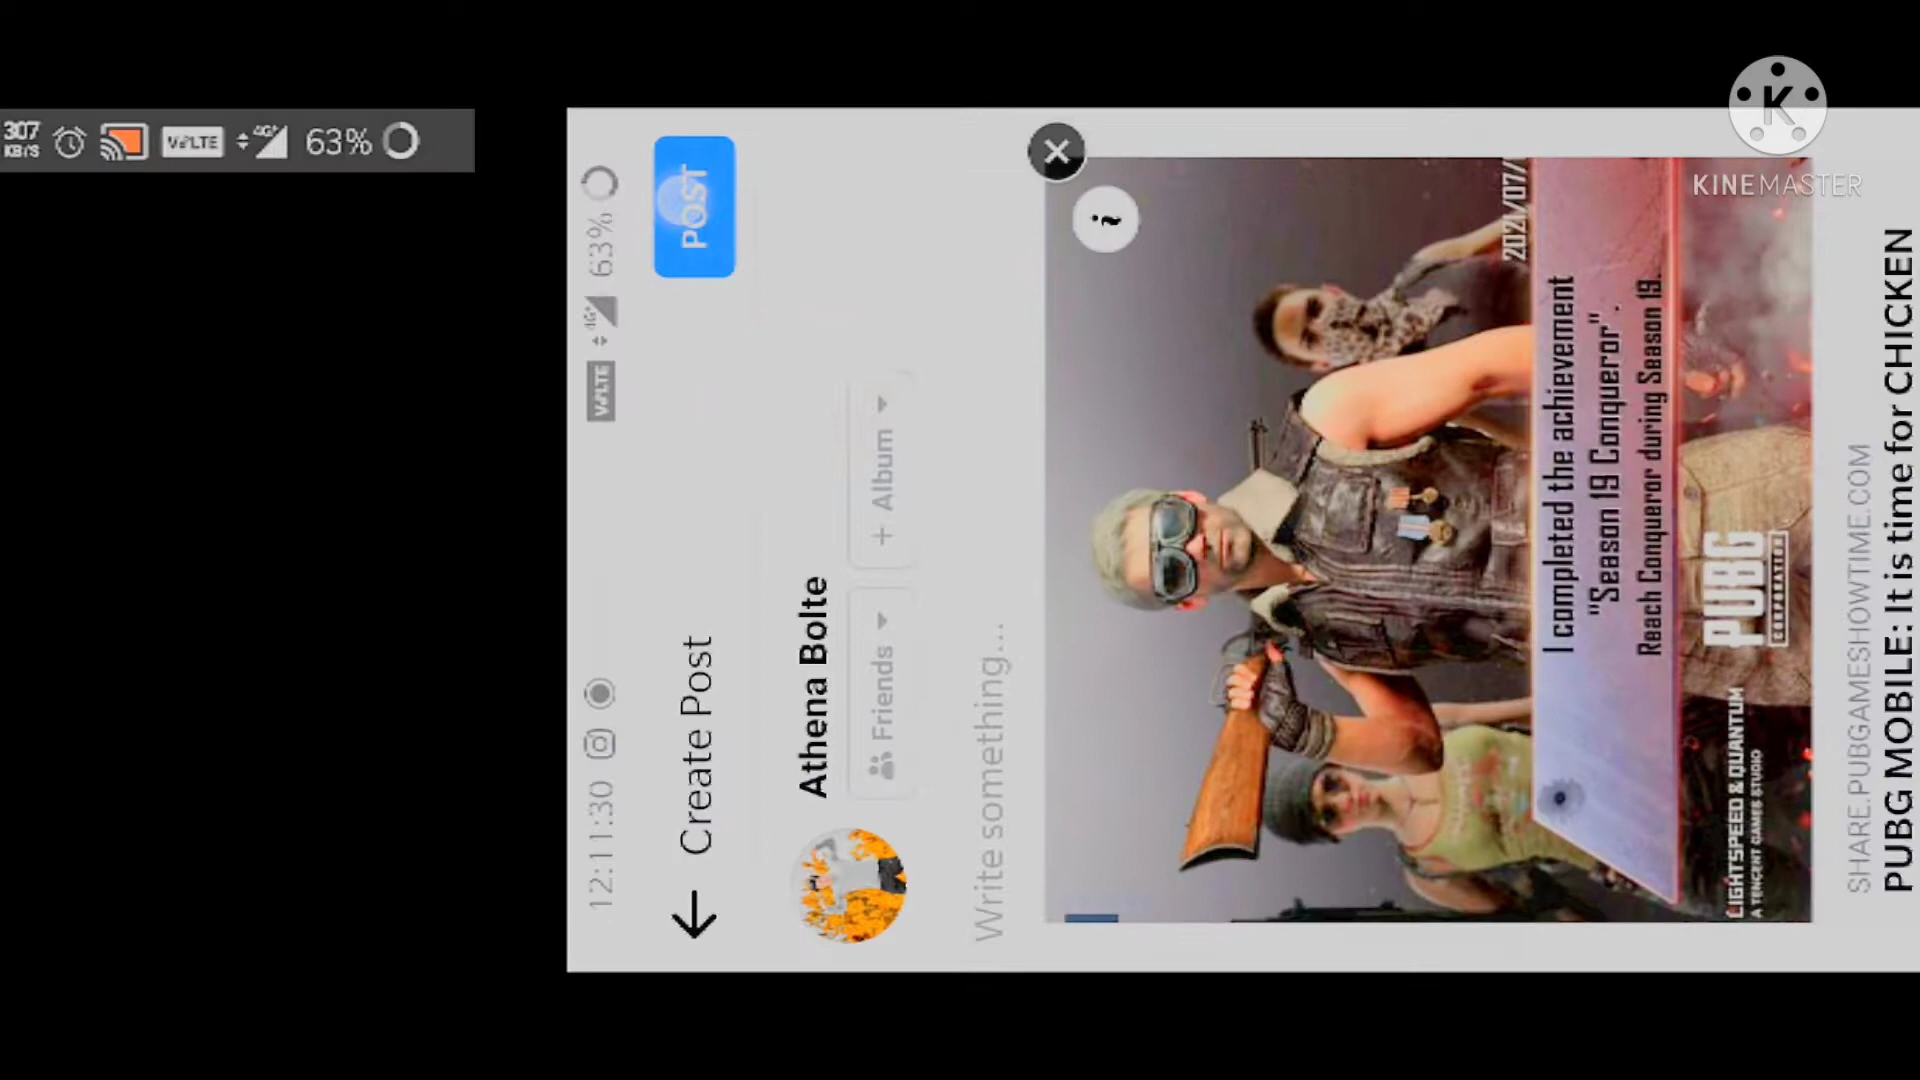 307
KB/S
VoLTE
4G+
63%
KINEMASTER
12:11:30
VoLTE
4G+
63%
Create Post
POST
Athena Bolte
Friends
+ Album
Write something...
i
2021/07/
I completed the achievement
"Season 19 Conqueror".
Reach Conqueror during Season 19.
PUBG
CORPORATION
LIGHTSPEED & QUANTUM
A TENCENT GAMES STUDIO
SHARE.PUBGAMESHOWTIME.COM
PUBG MOBILE: It is time for CHICKEN